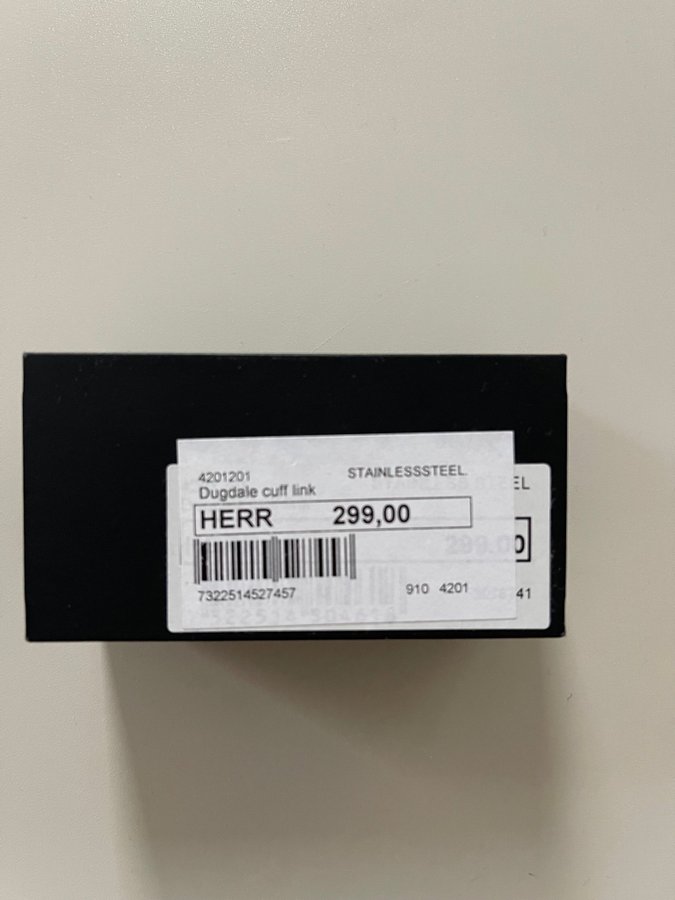 4201201 STAINLESSSTEEL
Dugdale cuff link
HERR 299,00
7322514527457 910 4201
EL
299.00
41